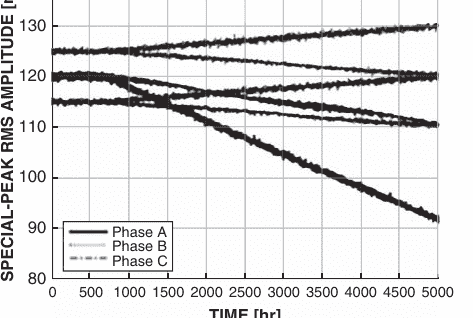 SPECIAL-PEAK RMS AMPLITUDE
130
120
110
100
90
80
Phase A
Phase B
Phase C
0 500 1000 1500 2000 2500 3000 3500 4000 4500 5000
TIME [hr]